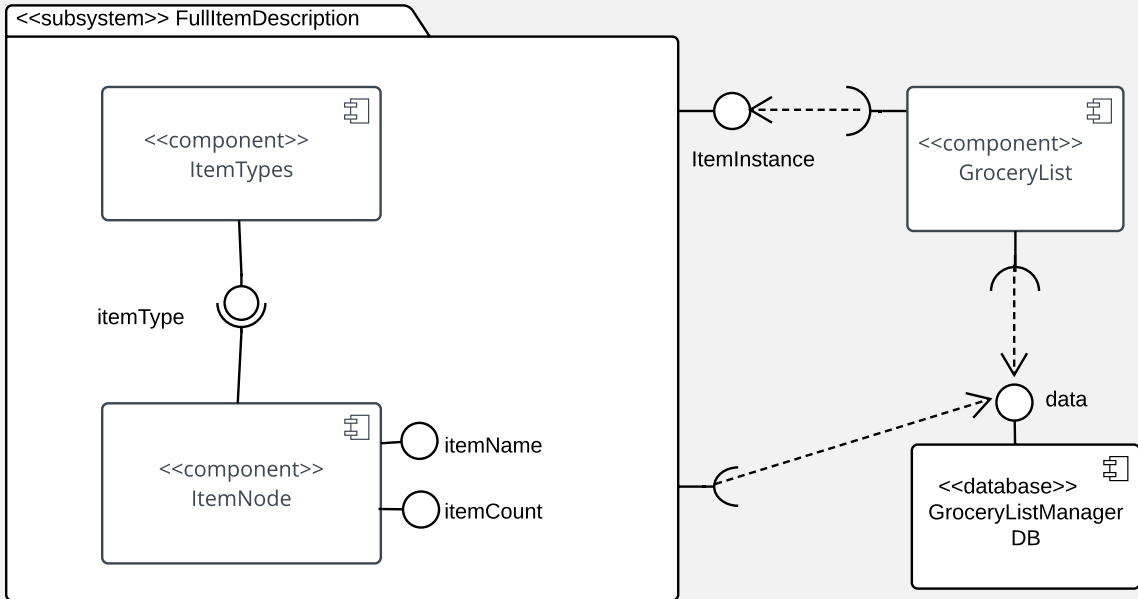 <<subsystem>> FullItemDescription
<<component>>
ItemTypes
ItemInstance
<<component>>
GroceryList
itemType
data
<<component>>
ItemNode
itemName
itemCount
<<database>>
GroceryListManager
DB